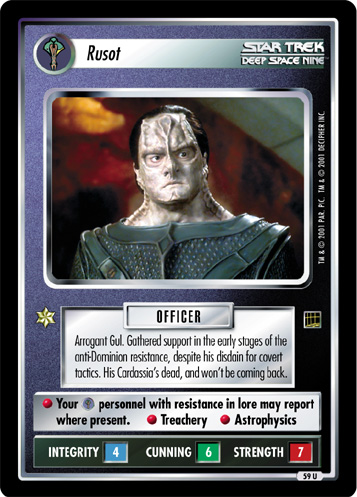 Rusot
STAR TREK
DEEP SPACE NINE
TM & © 2001 PAR. PIC. TM & © 2001 DECIPHER INC.
OFFICER
Arrogant Gul. Gathered support in the early stages of the
anti-Dominion resistance, despite his disdain for covert
tactics. His Cardassia's dead, and won't be coming back.
• Your personnel with resistance in lore may report
where present. • Treachery • Astrophysics
INTEGRITY 4 CUNNING 6 STRENGTH 7
59 U